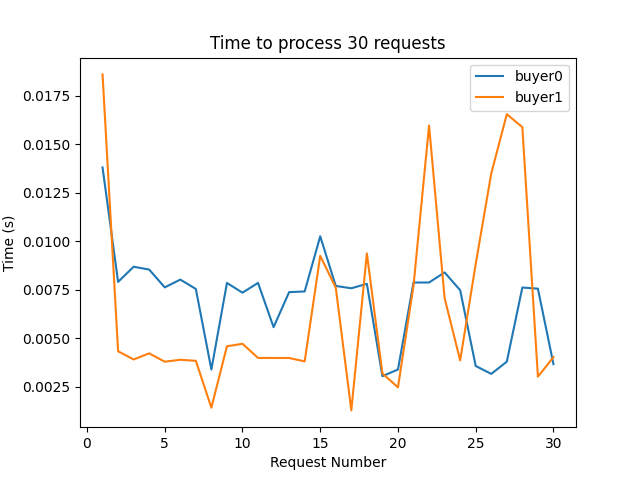 Time to process 30 requests
buyer0
buyer1
0.0175
0.0150
0.0125
0.0100
0.0075
0.0050
0.0025
Time (s)
0 5 10 15 20 25 30
Request Number